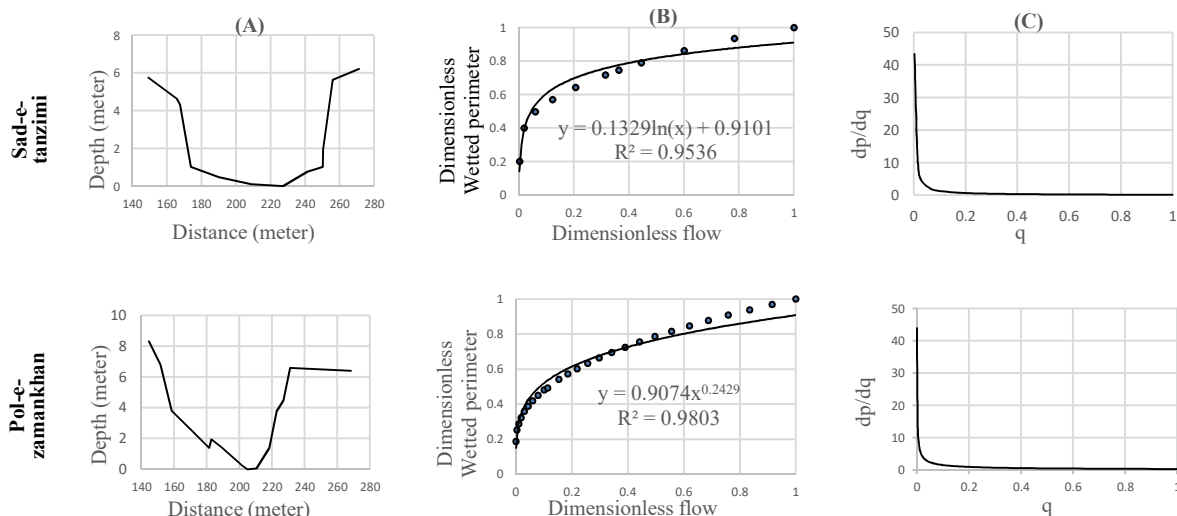 (A)
(B)
(C)
Sad-e-
tanzimi
Depth (meter)
8
6
4
2
0
140 160 180 200 220 240 260 280
Distance (meter)
Dimensionless
Wetted perimeter
1
0.8
0.6
0.4
0.2
0
y = 0.1329ln(x) + 0.9101
R² = 0.9536
0 0.2 0.4 0.6 0.8 1
Dimensionless flow
dp/dq
50
40
30
20
10
0
0 0.2 0.4 0.6 0.8 1
q
Pol-e-
zamankhan
Depth (meter)
10
8
6
4
2
0
140 160 180 200 220 240 260 280
Distance (meter)
Dimensionless
Wetted perimeter
1
0.8
0.6
0.4
0.2
0
y = 0.9074x^0.2429
R² = 0.9803
0 0.2 0.4 0.6 0.8 1
Dimensionless flow
dp/dq
50
40
30
20
10
0
0 0.2 0.4 0.6 0.8 1
q